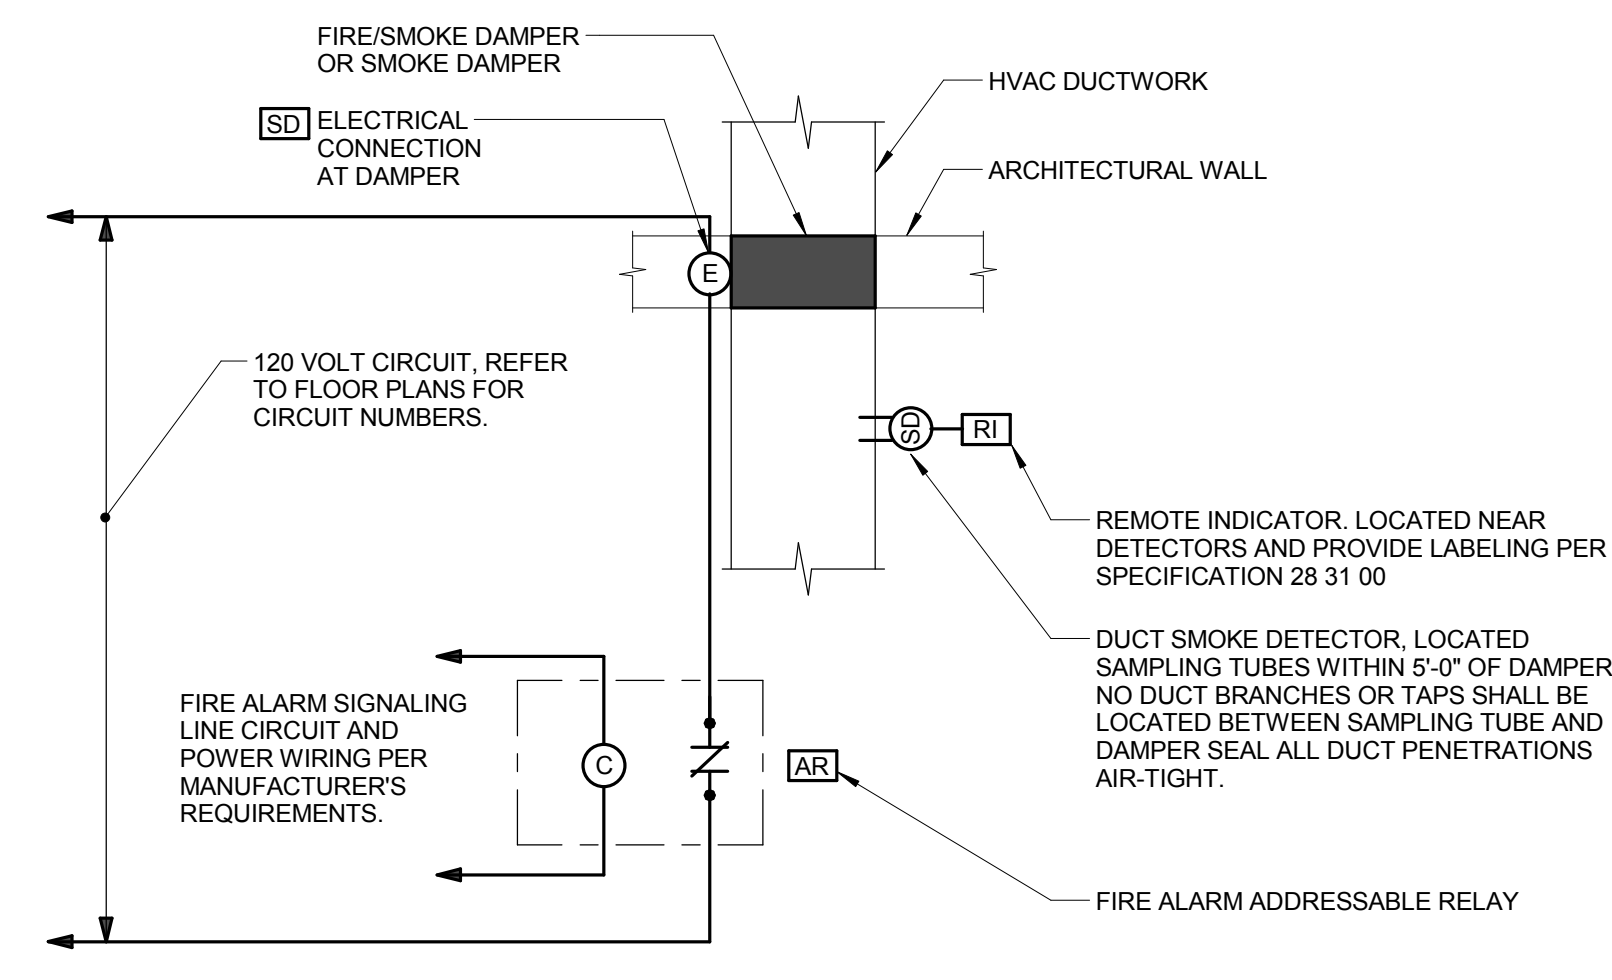 FIRE/SMOKE DAMPER
OR SMOKE DAMPER
HVAC DUCTWORK
SD
ELECTRICAL
CONNECTION
AT DAMPER
ARCHITECTURAL WALL
E
120 VOLT CIRCUIT, REFER
TO FLOOR PLANS FOR
CIRCUIT NUMBERS.
SD
RI
REMOTE INDICATOR. LOCATED NEAR
DETECTORS AND PROVIDE LABELING PER
SPECIFICATION 28 31 00
DUCT SMOKE DETECTOR, LOCATED
SAMPLING TUBES WITHIN 5'-0" OF DAMPER
NO DUCT BRANCHES OR TAPS SHALL BE
LOCATED BETWEEN SAMPLING TUBE AND
DAMPER SEAL ALL DUCT PENETRATIONS
AIR-TIGHT.
FIRE ALARM SIGNALING
LINE CIRCUIT AND
POWER WIRING PER
MANUFACTURER'S
REQUIREMENTS.
C
AR
FIRE ALARM ADDRESSABLE RELAY